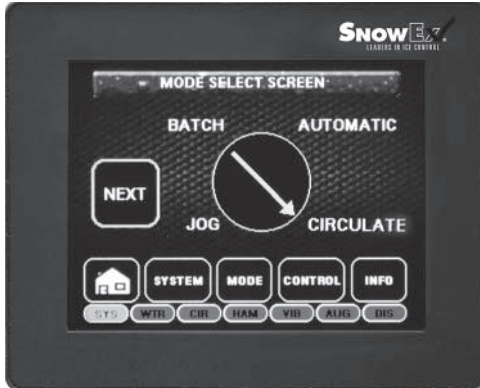 SNOWEX®
LEADERS IN ICE CONTROL
MODE SELECT SCREEN
BATCH AUTOMATIC
NEXT
JOG CIRCULATE
SYSTEM MODE CONTROL INFO
SYS WTR CIR HAM VIB AUG DIS